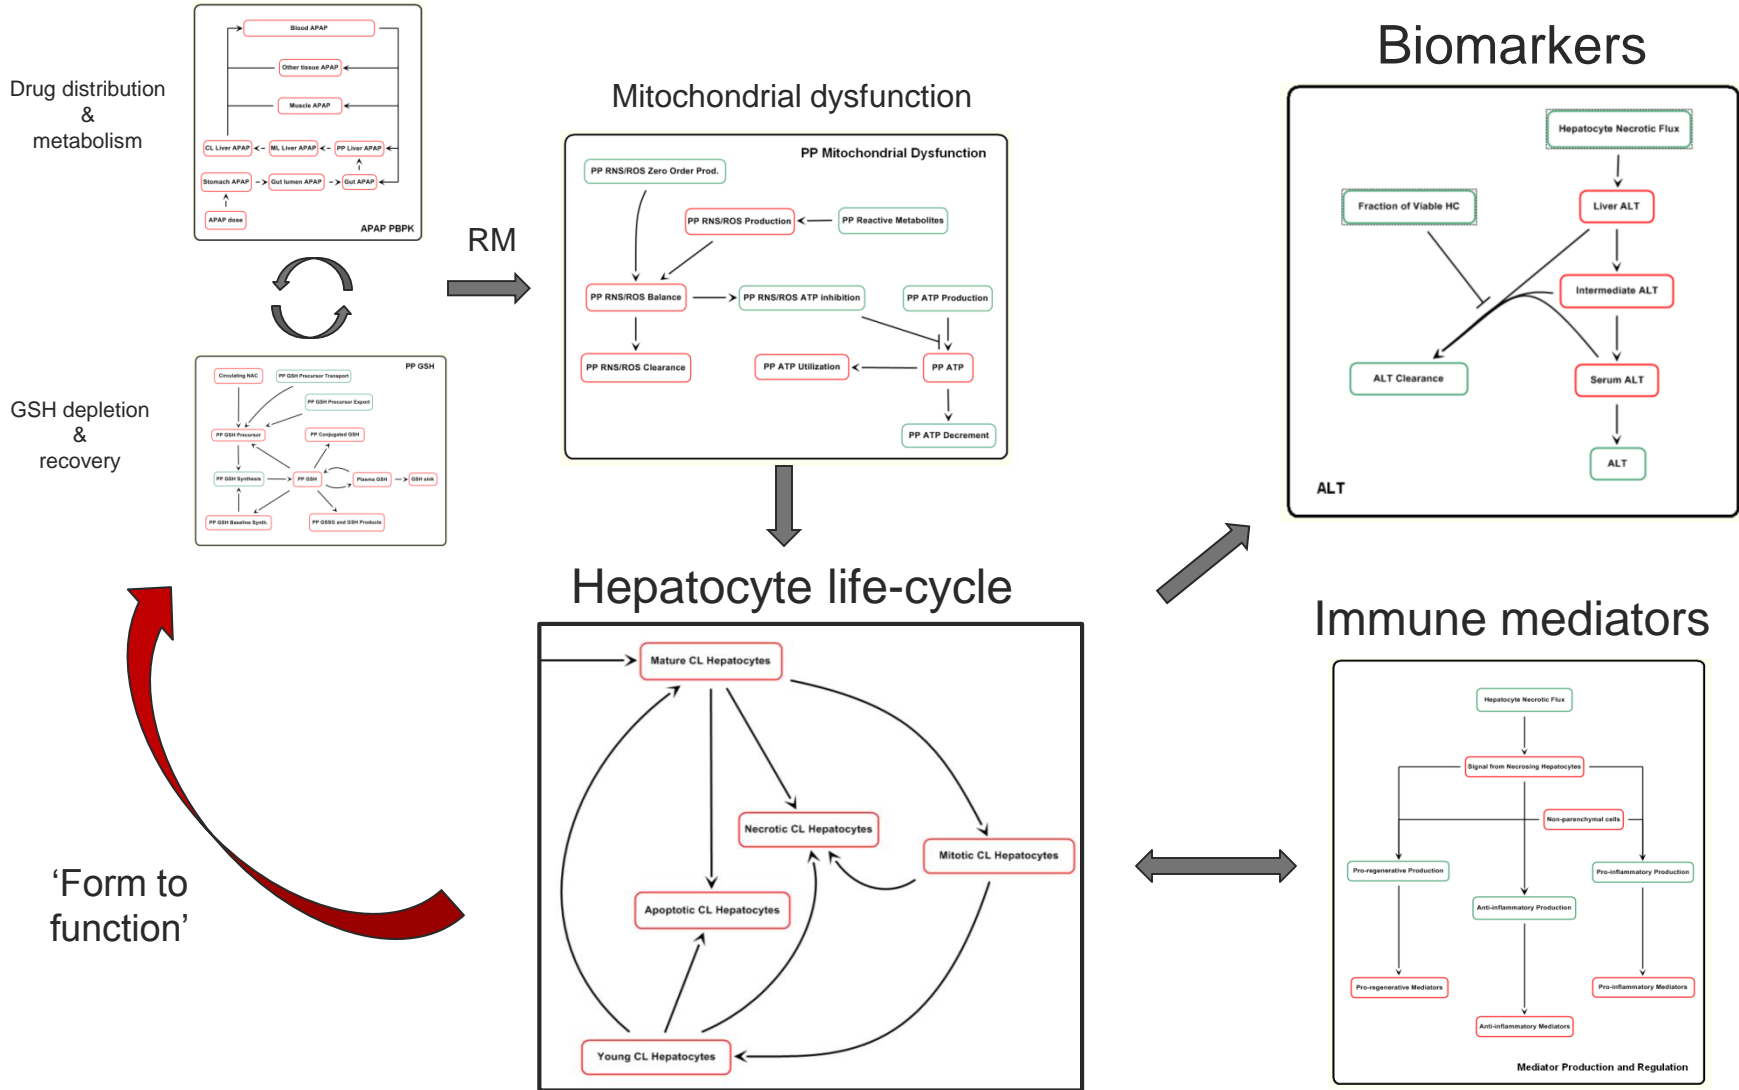 Drug distribution
&
metabolism
Blood APAP
Other tissue APAP
Muscle APAP
CL Liver APAP
ML Liver APAP
PP Liver APAP
Stomach APAP
Gut lumen APAP
Gut APAP
APAP dose
APAP PBPK
GSH depletion
&
recovery
PP GSH
Circulating NAC
PP GSH Precursor Transport
PP GSH Precursor Export
PP GSH Precursor
PP Conjugated GSH
PP GSH Synthesis
PP GSH
Plasma GSH
GSH sink
PP GSH Baseline Synth.
PP GSSG and GSH Products
RM
Mitochondrial dysfunction
PP Mitochondrial Dysfunction
PP RNS/ROS Zero Order Prod.
PP RNS/ROS Production
PP Reactive Metabolites
PP RNS/ROS Balance
PP RNS/ROS ATP inhibition
PP ATP Production
PP RNS/ROS Clearance
PP ATP Utilization
PP ATP
PP ATP Decrement
Biomarkers
Hepatocyte Necrotic Flux
Fraction of Viable HC
Liver ALT
Intermediate ALT
ALT Clearance
Serum ALT
ALT
ALT
Hepatocyte life-cycle
Mature CL Hepatocytes
Necrotic CL Hepatocytes
Mitotic CL Hepatocytes
Apoptotic CL Hepatocytes
Young CL Hepatocytes
‘Form to
function’
Immune mediators
Hepatocyte Necrotic Flux
Signal from Necrosing Hepatocytes
Non-parenchymal cells
Pro-regenerative Production
Pro-inflammatory Production
Anti-inflammatory Production
Pro-regenerative Mediators
Pro-inflammatory Mediators
Anti-inflammatory Mediators
Mediator Production and Regulation